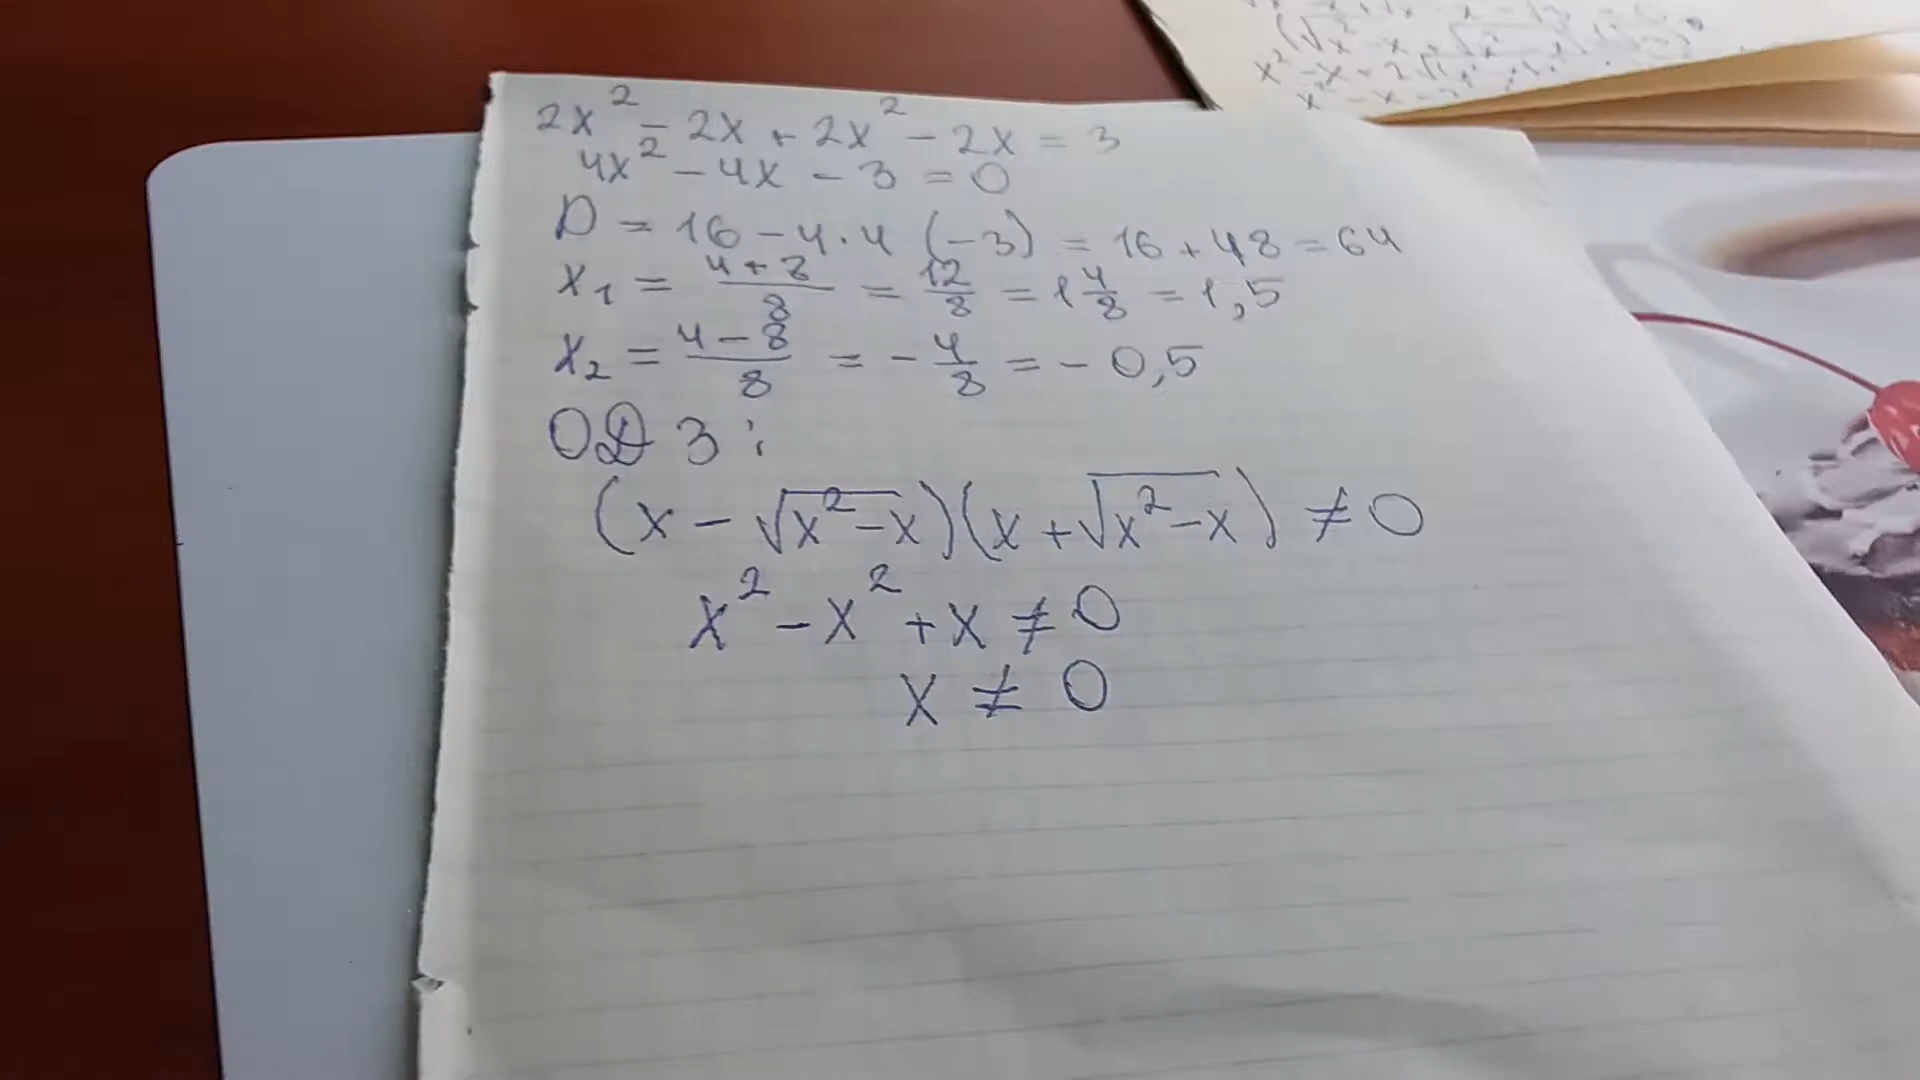 2x² - 2x + 2x² - 2x = 3
4x² - 4x - 3 = 0
D = 16 - 4·4 (-3) = 16 + 48 = 64
x₁ = (4+8)/8 = 12/8 = 1 4/8 = 1,5
x₂ = (4-8)/8 = -4/8 = -0,5
ОДЗ:
(x - √(x²-x))(x + √(x²-x)) ≠ 0
x² - x² + x ≠ 0
x ≠ 0